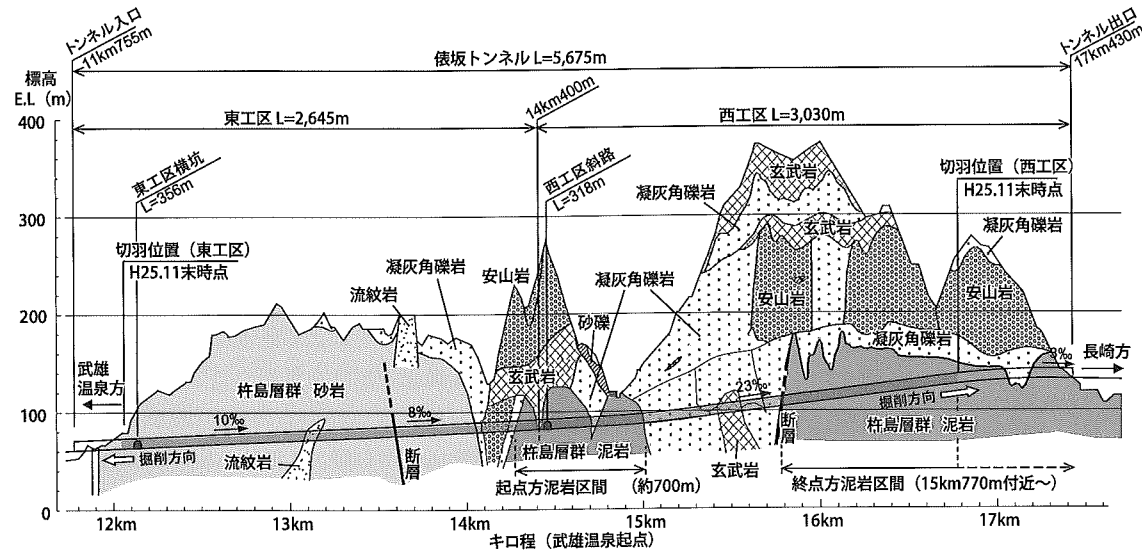 トンネル入口
11km755m
トンネル出口
17km430m
俵坂トンネル L=5,675m
標高
E.L（m）
14km400m
東工区 L=2,645m
西工区 L=3,030m
400
300
200
100
0
東工区横坑
L=356m
西工区斜路
L=318m
切羽位置（東工区）
H25.11末時点
切羽位置（西工区）
H25.11末時点
玄武岩
凝灰角礫岩
玄武岩
凝灰角礫岩
凝灰角礫岩
安山岩
凝灰角礫岩
流紋岩
砂礫
安山岩
安山岩
凝灰角礫岩
武雄
温泉方
杵島層群 砂岩
玄武岩
3‰
長崎方
10‰
8‰
23‰
掘削方向
掘削方向
流紋岩
断層
杵島層群 泥岩
玄武岩
断層
杵島層群 泥岩
起点方泥岩区間 （約700m）
終点方泥岩区間（15km770m付近～）
12km
13km
14km
15km
16km
17km
キロ程（武雄温泉起点）